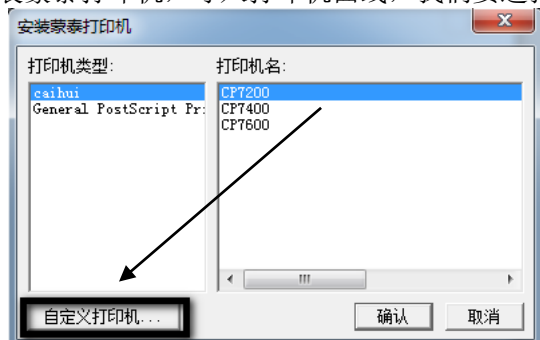 安装蒙泰打印机
打印机类型:
打印机名:
caihui
General PostScript Pr:
CP7200
CP7400
CP7600
自定义打印机...
确认
取消